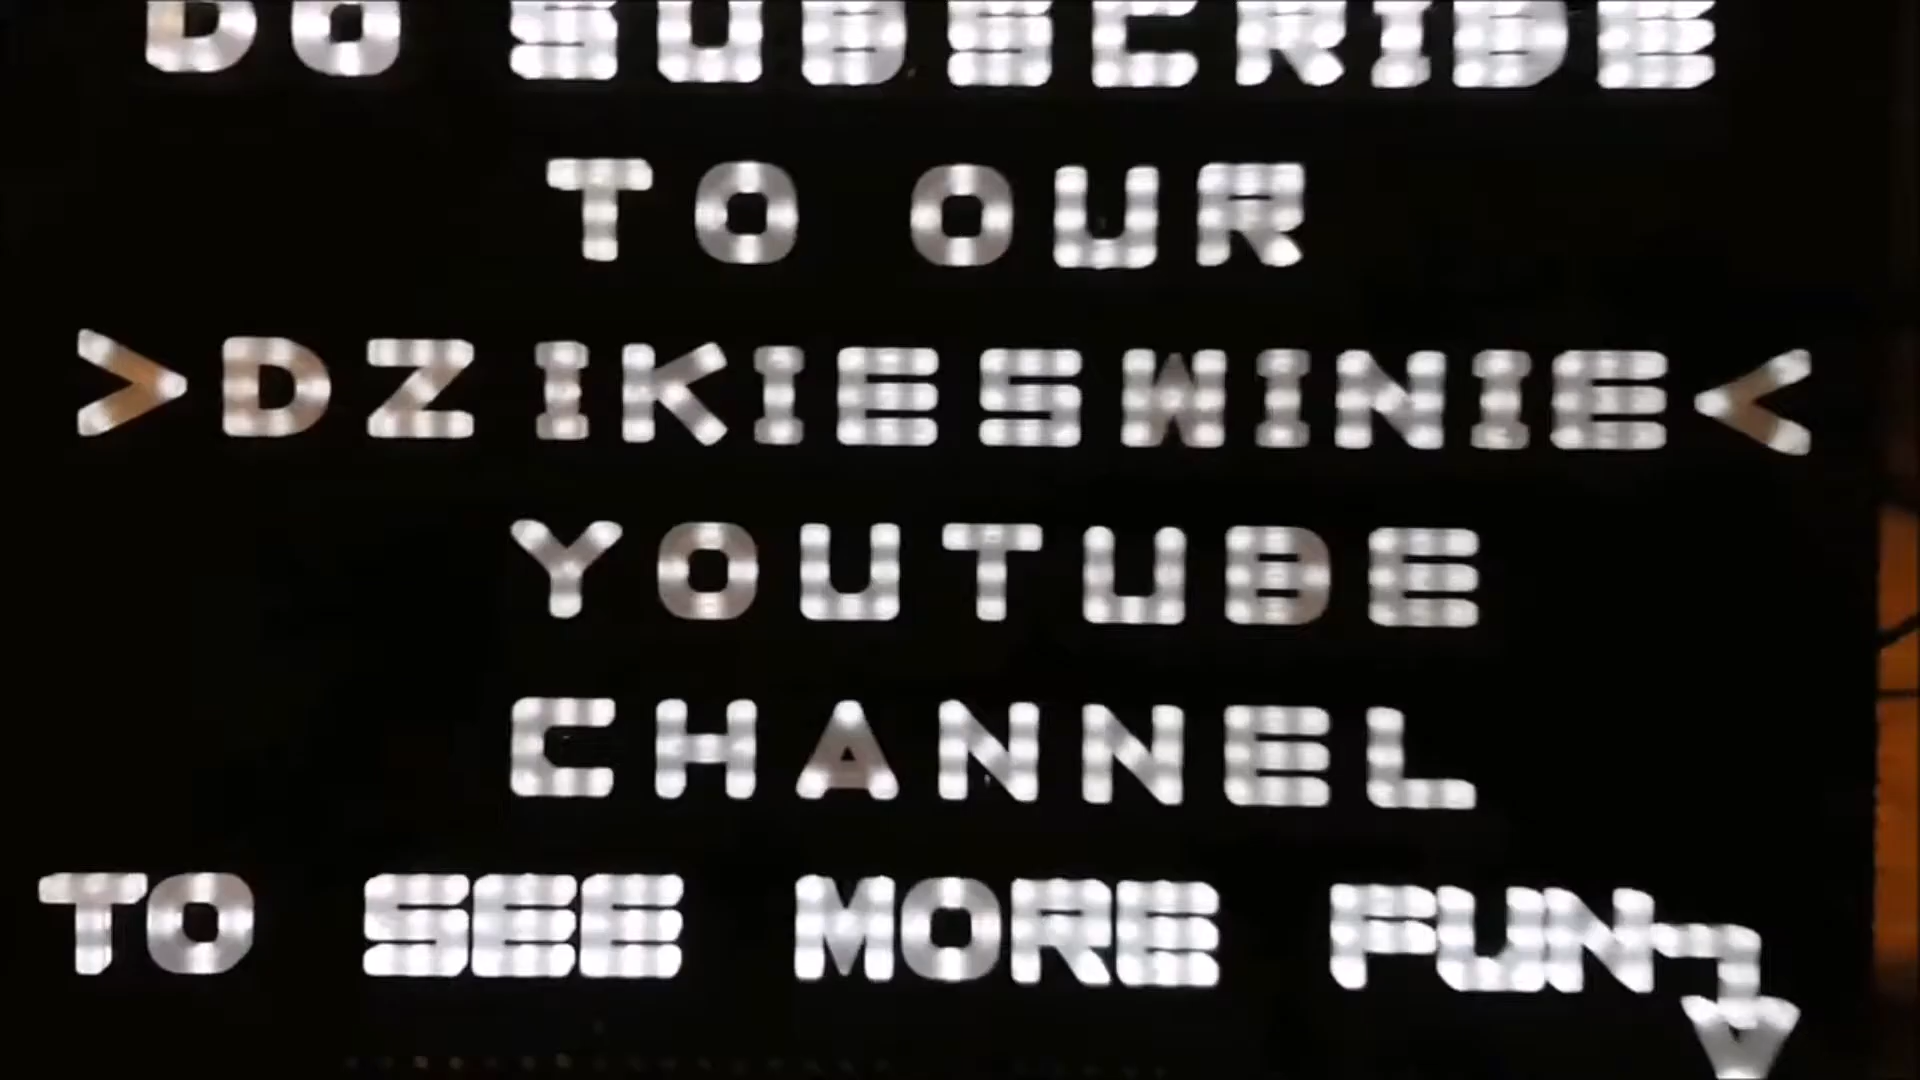 DO SUBSCRIBE
TO OUR
>DZIKIESWINIE<
YOUTUBE
CHANNEL
TO SEE MORE FUN